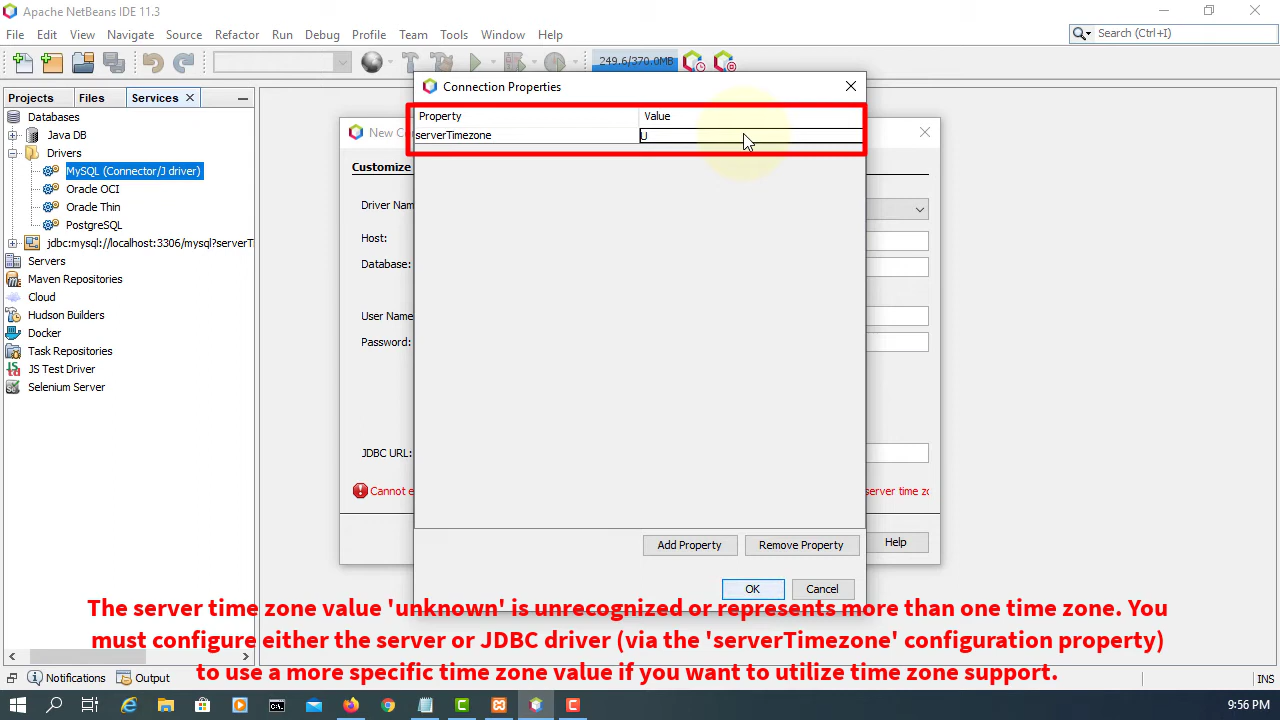 Apache NetBeans IDE 11.3
File Edit View Navigate Source Refactor Run Debug Profile Team Tools Window Help
Search (Ctrl+I)
249.6/370.0MB
Projects Files Services
Databases
Java DB
Drivers
MySQL (Connector/J driver)
Oracle OCI
Oracle Thin
PostgreSQL
jdbc:mysql://localhost:3306/mysql?serverT
Servers
Maven Repositories
Cloud
Hudson Builders
Docker
Task Repositories
JS Test Driver
Selenium Server
New Co
Customize
Driver Nam
Host:
Database:
User Name
Password:
JDBC URL:
Cannot e
server time zo
Help
Connection Properties
Property Value
serverTimezone U
Add Property Remove Property
OK Cancel
The server time zone value 'unknown' is unrecognized or represents more than one time zone. You
must configure either the server or JDBC driver (via the 'serverTimezone' configuration property)
to use a more specific time zone value if you want to utilize time zone support.
Notifications Output
INS
9:56 PM